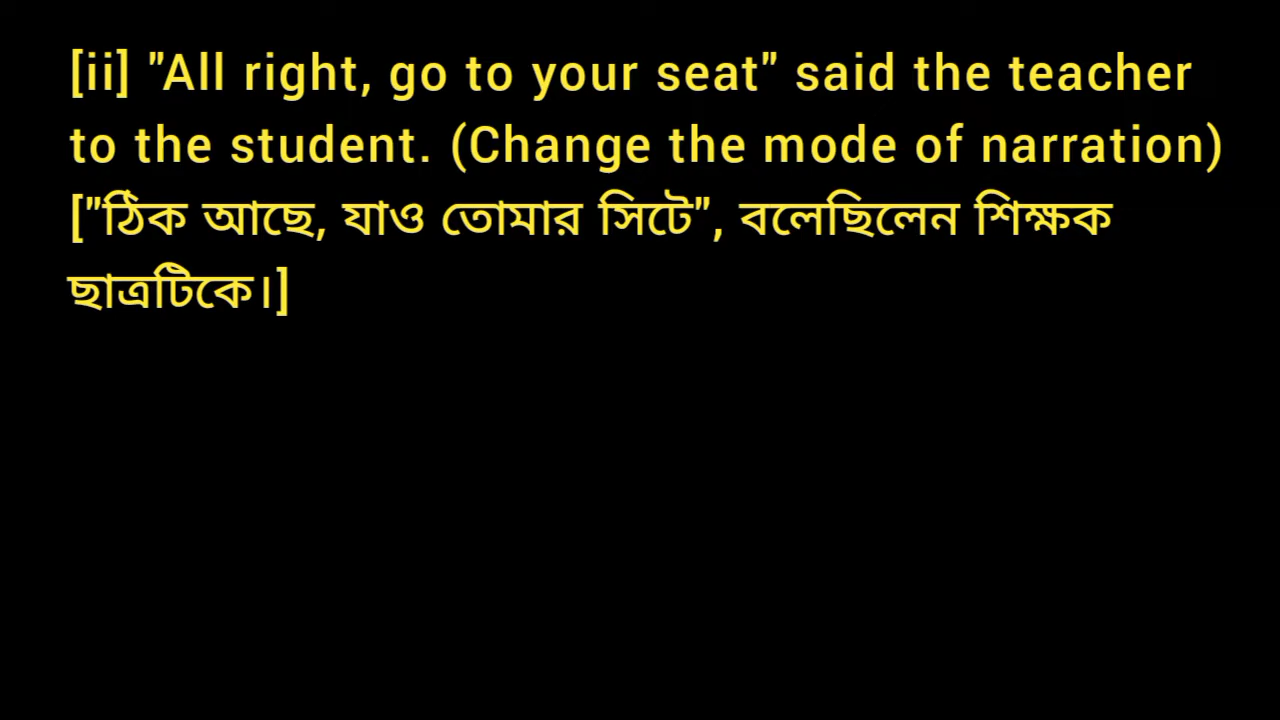 [ii] "All right, go to your seat" said the teacher
to the student. (Change the mode of narration)
["ঠিক আছে, যাও তোমার সিটে", বলেছিলেন শিক্ষক
ছাত্রটিকে।]